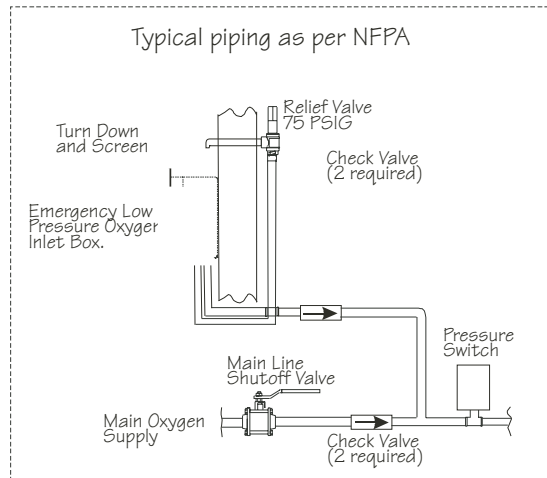 Typical piping as per NFPA
Relief Valve
75 PSIG
Turn Down
and Screen
Check Valve
(2 required)
Emergency Low
Pressure Oxygen
Inlet Box.
Pressure
Switch
Main Line
Shutoff Valve
Main Oxygen
Supply
Check Valve
(2 required)